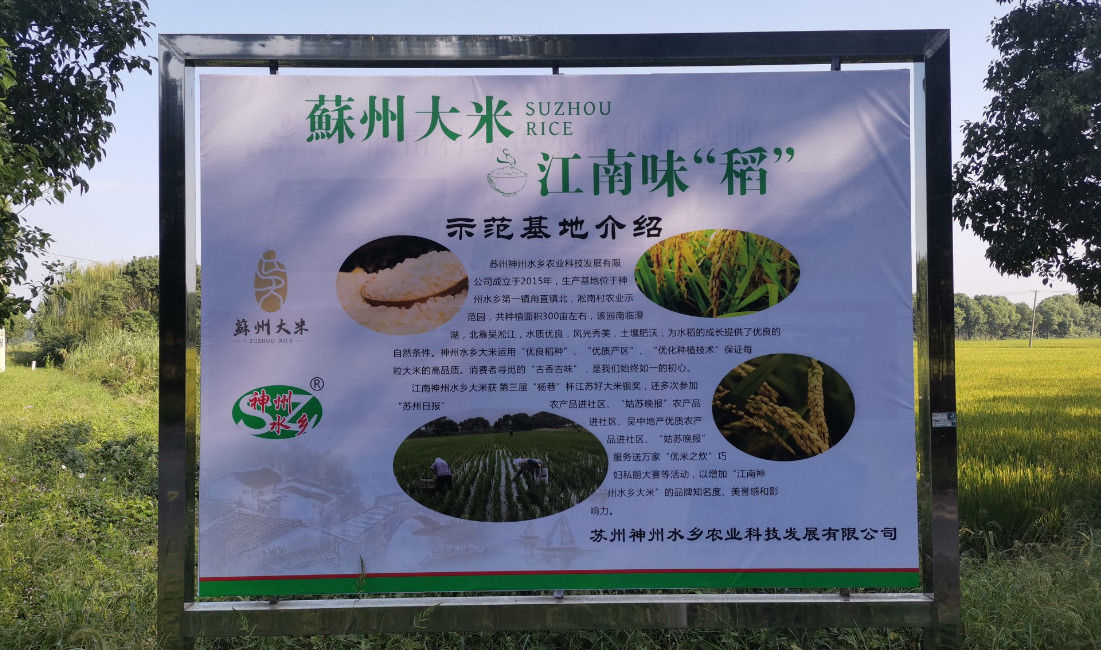 蘇州大米 SUZHOU RICE
江南味“稻”
示范基地介绍
苏州神州水乡农业科技发展有限
公司成立于2015年，生产基地位于神
州水乡第一镇甪直镇北，淞南村农业示
范园，共种植面积300亩左右，该园南临澄
湖，北靠吴淞江，水质优良，风光秀美，土壤肥沃，为水稻的成长提供了优良的
自然条件。神州水乡大米运用“优良稻种”、“优质产区”、“优化种植技术”保证每
粒大米的高品质。消费者寻觅的“古香古味”，是我们始终如一的初心。
江南神州水乡大米获第三届“杨巷”杯江苏好大米银奖，还多次参加
“苏州日报” 农产品进社区、“姑苏晚报”农产品
进社区、吴中地产优质农产
品进社区、“姑苏晚报”
服务送万家“优米之炊”巧
妇私厨大赛等活动，以增加“江南神
州水乡大米”的品牌知名度、美誉感和影
响力。
苏州神州水乡农业科技发展有限公司
蘇州大米
SUZHOU RICE
神州水乡®